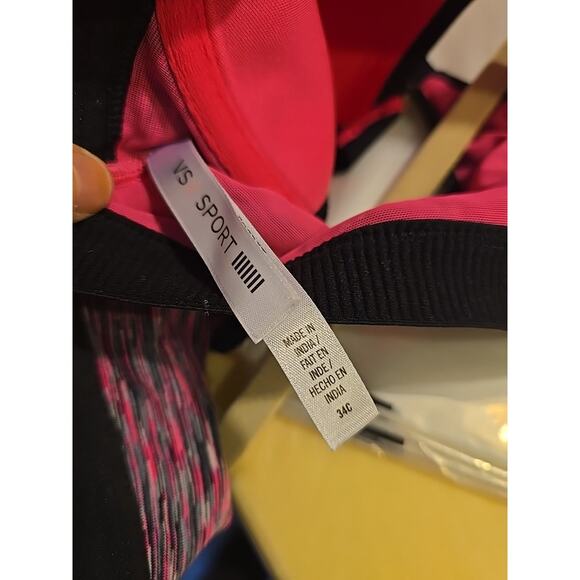 VS SPORT
MADE IN
INDIA /
FAIT EN
INDE /
HECHO EN
INDIA
34C